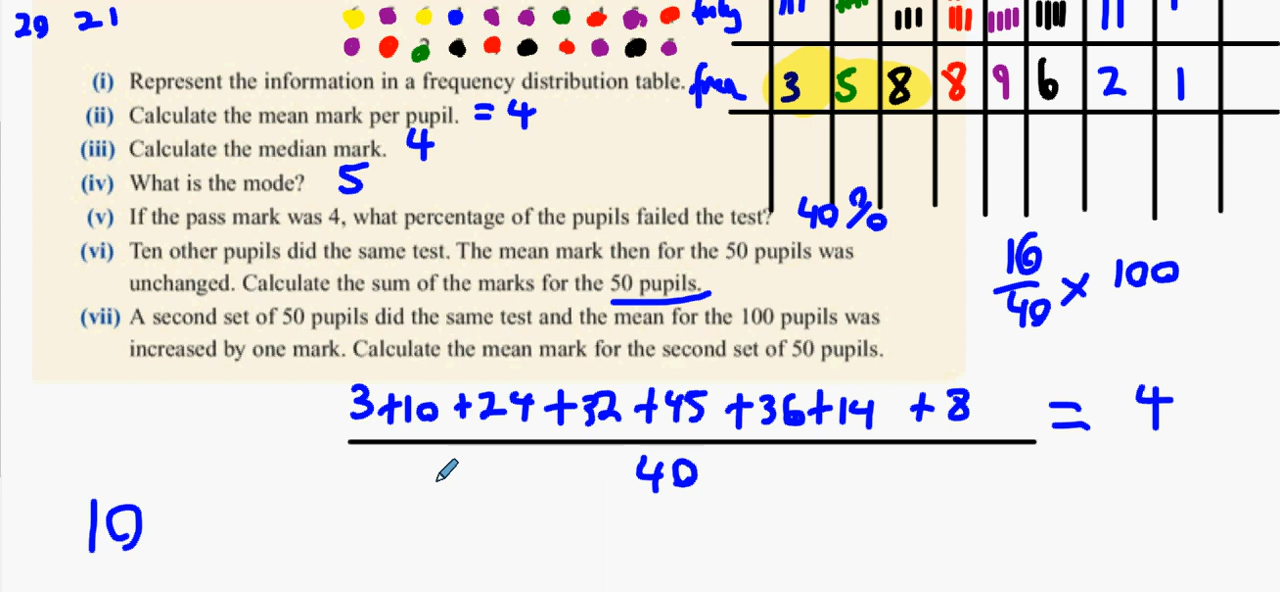 29 21
(i) Represent the information in a frequency distribution table.
freq 3 5 8 8 9 6 2 1
(ii) Calculate the mean mark per pupil. = 4
(iii) Calculate the median mark. 4
(iv) What is the mode? 5
(v) If the pass mark was 4, what percentage of the pupils failed the test? 40%
(vi) Ten other pupils did the same test. The mean mark then for the 50 pupils was
unchanged. Calculate the sum of the marks for the 50 pupils.
16
40 × 100
(vii) A second set of 50 pupils did the same test and the mean for the 100 pupils was
increased by one mark. Calculate the mean mark for the second set of 50 pupils.
3+10+24+32+45+36+14+8 = 4
40
10